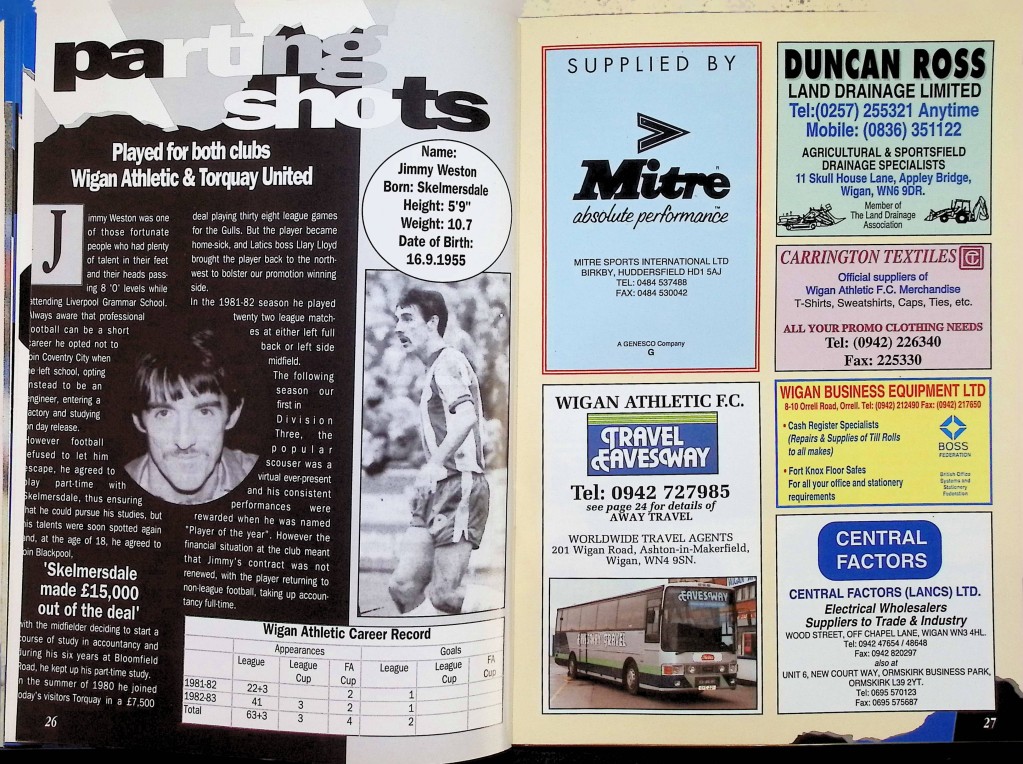 parting
shots
Played for both clubs
Wigan Athletic & Torquay United
Name:
Jimmy Weston
Born: Skelmersdale
Height: 5'9"
Weight: 10.7
Date of Birth:
16.9.1955
Jimmy Weston was one
of those fortunate
people who had plenty
of talent in their feet
and their heads pass-
ing 8 'O' levels while
attending Liverpool Grammar School.
Always aware that professional
football can be a short
career he opted not to
join Coventry City when
he left school, opting
instead to be an
engineer, entering a
factory and studying
on day release.
However football
refused to let him
escape, he agreed to
play part-time with
Skelmersdale, thus ensuring
that he could pursue his studies, but
his talents were soon spotted again
and, at the age of 18, he agreed to
join Blackpool,
'Skelmersdale
made £15,000
out of the deal'
with the midfielder deciding to start a
course of study in accountancy and
during his six years at Bloomfield
Road, he kept up his part-time study.
In the summer of 1980 he joined
today's visitors Torquay in a £7,500
deal playing thirty eight league games
for the Gulls. But the player became
home-sick, and Latics boss Llary Lloyd
brought the player back to the north-
west to bolster our promotion winning
side.
In the 1981-82 season he played
twenty two league match-
es at either left full
back or left side
midfield.
The following
season our
first in
Division
Three, the
popular
scouser was a
virtual ever-present
and his consistent
performances were
rewarded when he was named
"Player of the year". However the
financial situation at the club meant
that Jimmy's contract was not
renewed, with the player returning to
non-league football, taking up accoun-
tancy full-time.
Wigan Athletic Career Record
Appearances Goals
League League Cup FA Cup League League Cup FA Cup
1981-82 22+3 2 1
1982-83 41 3 2 1
Total 63+3 3 4 2
26
SUPPLIED BY
Mitre
absolute performance
MITRE SPORTS INTERNATIONAL LTD
BIRKBY, HUDDERSFIELD HD1 5AJ
TEL: 0484 537488
FAX: 0484 530042
A GENESCO Company
G
WIGAN ATHLETIC F.C.
TRAVEL
EAVESWAY
Tel: 0942 727985
see page 24 for details of
AWAY TRAVEL
WORLDWIDE TRAVEL AGENTS
201 Wigan Road, Ashton-in-Makerfield,
Wigan, WN4 9SN.
EAVESWAY
EAVESWAY TRAVEL
DUNCAN ROSS
LAND DRAINAGE LIMITED
Tel:(0257) 255321 Anytime
Mobile: (0836) 351122
AGRICULTURAL & SPORTSFIELD
DRAINAGE SPECIALISTS
11 Skull House Lane, Appley Bridge,
Wigan, WN6 9DR.
Member of
The Land Drainage
Association
CARRINGTON TEXTILES
Official suppliers of
Wigan Athletic F.C. Merchandise
T-Shirts, Sweatshirts, Caps, Ties, etc.
ALL YOUR PROMO CLOTHING NEEDS
Tel: (0942) 226340
Fax: 225330
WIGAN BUSINESS EQUIPMENT LTD
8-10 Orrell Road, Orrell. Tel: (0942) 212490 Fax: (0942) 217650
• Cash Register Specialists
(Repairs & Supplies of Till Rolls
to all makes)
• Fort Knox Floor Safes
For all your office and stationery
requirements
BOSS
FEDERATION
British Office
Systems and
Stationery
Federation
CENTRAL
FACTORS
CENTRAL FACTORS (LANCS) LTD.
Electrical Wholesalers
Suppliers to Trade & Industry
WOOD STREET, OFF CHAPEL LANE, WIGAN WN3 4HL.
Tel: 0942 47654 / 48648
Fax: 0942 820297
also at
UNIT 6, NEW COURT WAY, ORMSKIRK BUSINESS PARK,
ORMSKIRK L39 2YT.
Tel: 0695 570123
Fax: 0695 575687
27